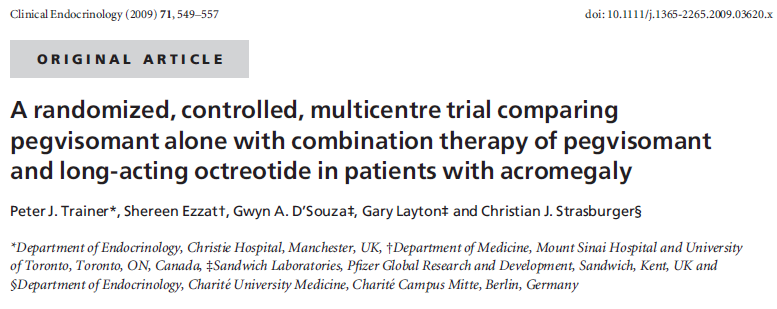 Clinical Endocrinology (2009) 71, 549–557
doi: 10.1111/j.1365-2265.2009.03620.x
ORIGINAL ARTICLE
A randomized, controlled, multicentre trial comparing
pegvisomant alone with combination therapy of pegvisomant
and long-acting octreotide in patients with acromegaly
Peter J. Trainer*, Shereen Ezzat†, Gwyn A. D’Souza‡, Gary Layton‡ and Christian J. Strasburger§
*Department of Endocrinology, Christie Hospital, Manchester, UK, †Department of Medicine, Mount Sinai Hospital and University
of Toronto, Toronto, ON, Canada, ‡Sandwich Laboratories, Pfizer Global Research and Development, Sandwich, Kent, UK and
§Department of Endocrinology, Charité University Medicine, Charité Campus Mitte, Berlin, Germany